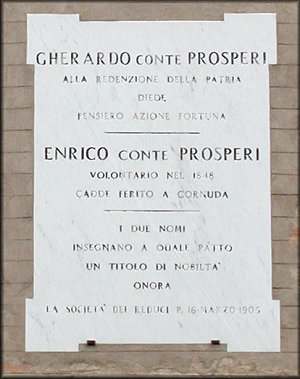 GHERARDO CONTE PROSPERI
ALLA REDENZIONE DELLA PATRIA
DIEDE
PENSIERO AZIONE FORTUNA
ENRICO CONTE PROSPERI
VOLONTARIO NEL 1848
CADDE FERITO A CORNUDA
I DUE NOMI
INSEGNANO A QUALE PATTO
UN TITOLO DI NOBILTA'
ONORA
LA SOCIETÀ DEI REDUCI P. 16·MARZO·1905